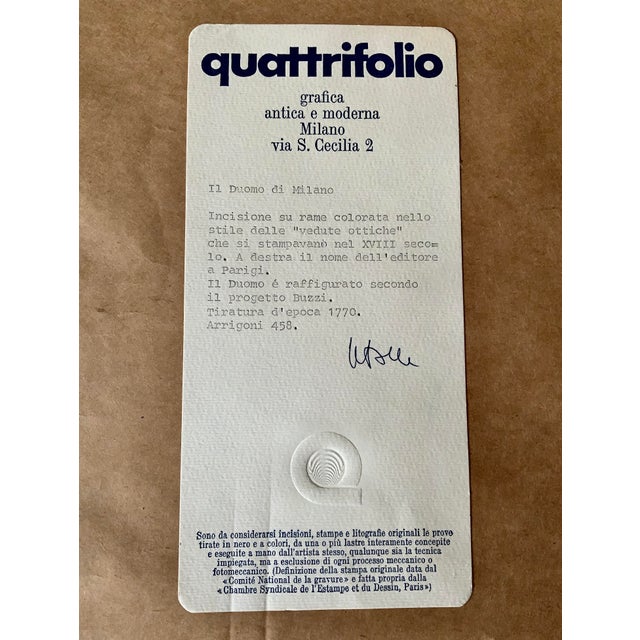 quattrifolio
grafica
antica e moderna
Milano
via S. Cecilia 2
Il Duomo di Milano
Incisione su rame colorata nello
stile delle "vedute ottiche"
che si stampavano nel XVIII seco=
lo. A destra il nome dell'editore
a Parigi.
Il Duomo é raffigurato secondo
il progetto Buzzi.
Tiratura d'epoca 1770.
Arrigoni 458.
Sono da considerarsi incisioni, stampe e litografie originali le prove
tirate in nero e a colori, da una o più lastre interamente concepite
e eseguite a mano dall'artista stesso, qualunque sia la tecnica
impiegata, ma a esclusione di ogni processo meccanico o
fotomeccanico. (Definizione della stampa originale data dal
«Comité National de la gravure» e fatta propria dalla
«Chambre Syndicale de l'Estampe et du Dessin, Paris»)